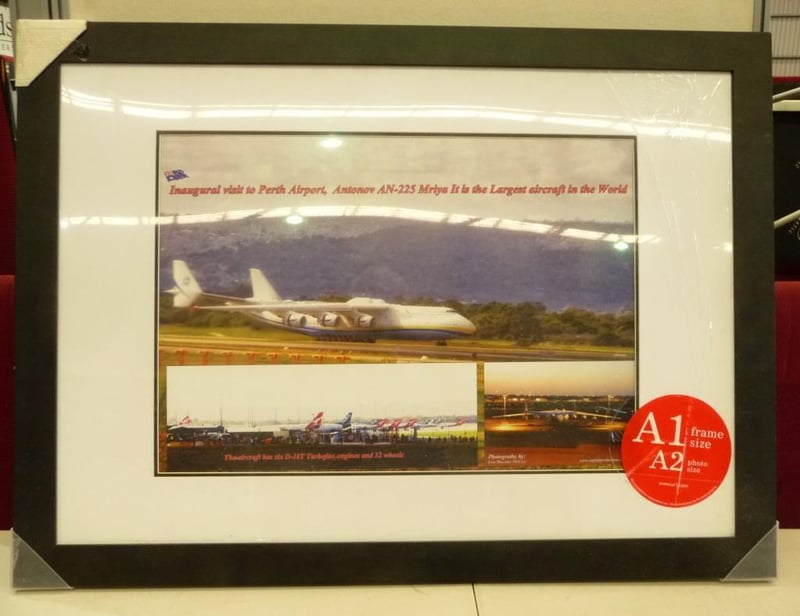 Inaugural visit to Perth Airport, Antonov AN-225 Mriya It is the Largest aircraft in the World
The aircraft has six D-18T Turbofan engines and 32 wheels
Photography by:
A1 frame
size
A2 photo
size